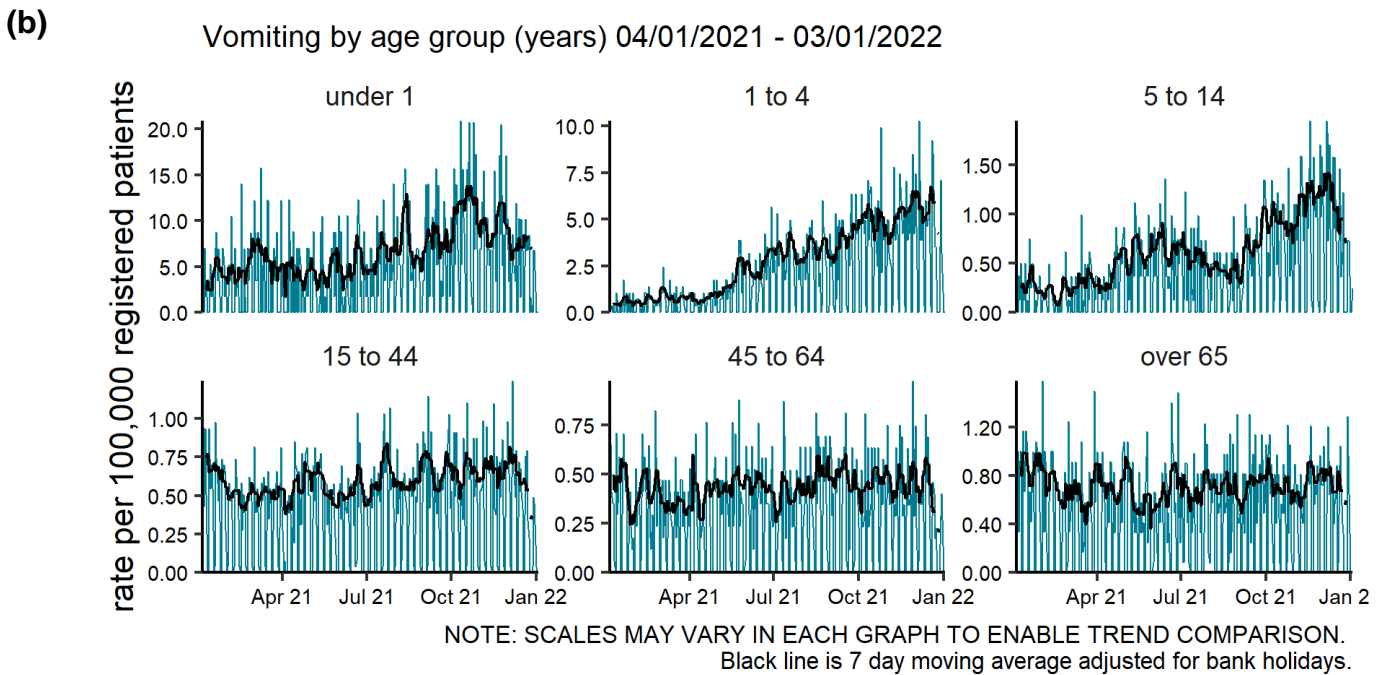 (b)
Vomiting by age group (years) 04/01/2021 - 03/01/2022
rate per 100,000 registered patients
under 1
20.0
15.0
10.0
5.0
0.0
1 to 4
10.0
7.5
5.0
2.5
0.0
5 to 14
1.50
1.00
0.50
0.00
15 to 44
1.00
0.75
0.50
0.25
0.00
Apr 21 Jul 21 Oct 21 Jan 22
45 to 64
0.75
0.50
0.25
0.00
Apr 21 Jul 21 Oct 21 Jan 22
over 65
1.20
0.80
0.40
0.00
Apr 21 Jul 21 Oct 21 Jan 2
NOTE: SCALES MAY VARY IN EACH GRAPH TO ENABLE TREND COMPARISON.
Black line is 7 day moving average adjusted for bank holidays.